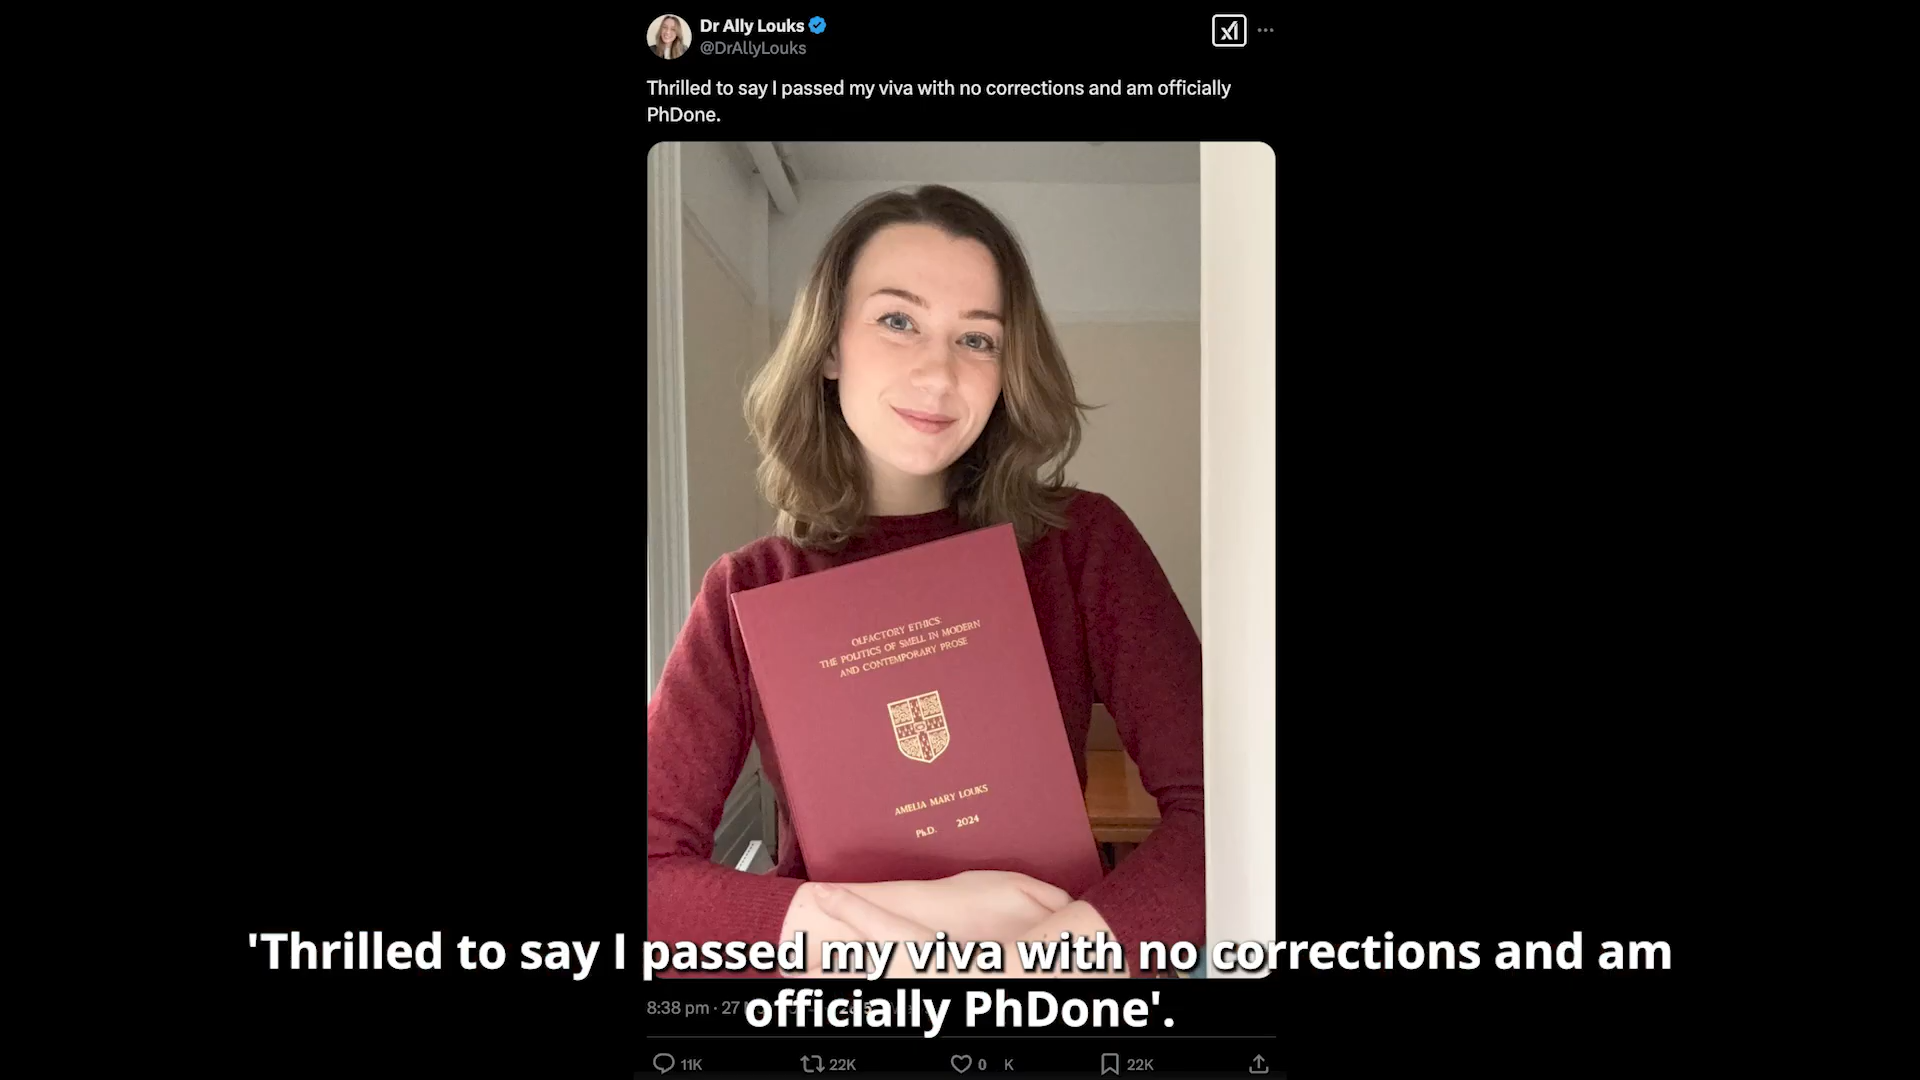 Dr Ally Louks
@DrAllyLouks
Thrilled to say I passed my viva with no corrections and am officially
PhDone.
OLFACTORY ETHICS:
THE POLITICS OF SMELL IN MODERN
AND CONTEMPORARY PROSE
AMELIA MARY LOUKS
Ph.D. 2024
'Thrilled to say I passed my viva with no corrections and am
officially PhDone'.
8:38 pm · 27
11K 22K 0 K 22K